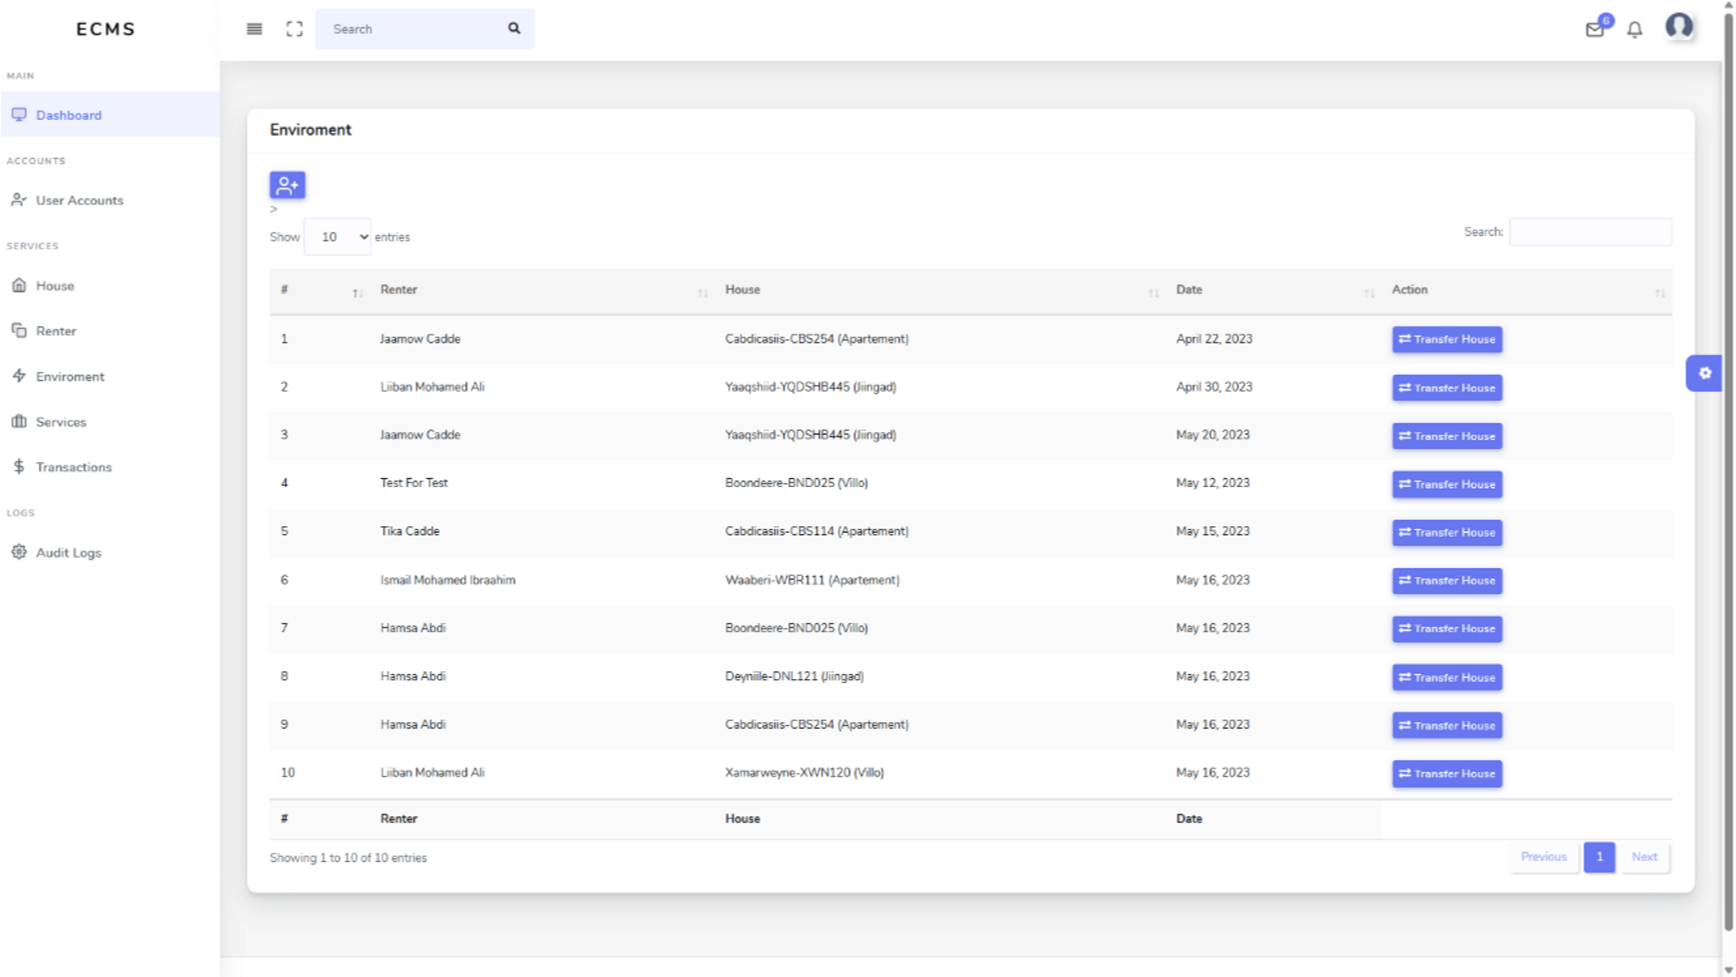 ECMS
Search
6
MAIN
Dashboard
ACCOUNTS
User Accounts
SERVICES
House
Renter
Enviroment
Services
Transactions
LOGS
Audit Logs
Enviroment
>
Show 10 entries
Search:
# Renter House Date Action
1 Jaamow Cadde Cabdicasiis-CBS254 (Apartement) April 22, 2023 Transfer House
2 Liiban Mohamed Ali Yaaqshiid-YQDSHB445 (Jiingad) April 30, 2023 Transfer House
3 Jaamow Cadde Yaaqshiid-YQDSHB445 (Jiingad) May 20, 2023 Transfer House
4 Test For Test Boondeere-BND025 (Villo) May 12, 2023 Transfer House
5 Tika Cadde Cabdicasiis-CBS114 (Apartement) May 15, 2023 Transfer House
6 Ismail Mohamed Ibraahim Waaberi-WBR111 (Apartement) May 16, 2023 Transfer House
7 Hamsa Abdi Boondeere-BND025 (Villo) May 16, 2023 Transfer House
8 Hamsa Abdi Deyniile-DNL121 (Jiingad) May 16, 2023 Transfer House
9 Hamsa Abdi Cabdicasiis-CBS254 (Apartement) May 16, 2023 Transfer House
10 Liiban Mohamed Ali Xamarweyne-XWN120 (Villo) May 16, 2023 Transfer House
# Renter House Date
Showing 1 to 10 of 10 entries
Previous 1 Next